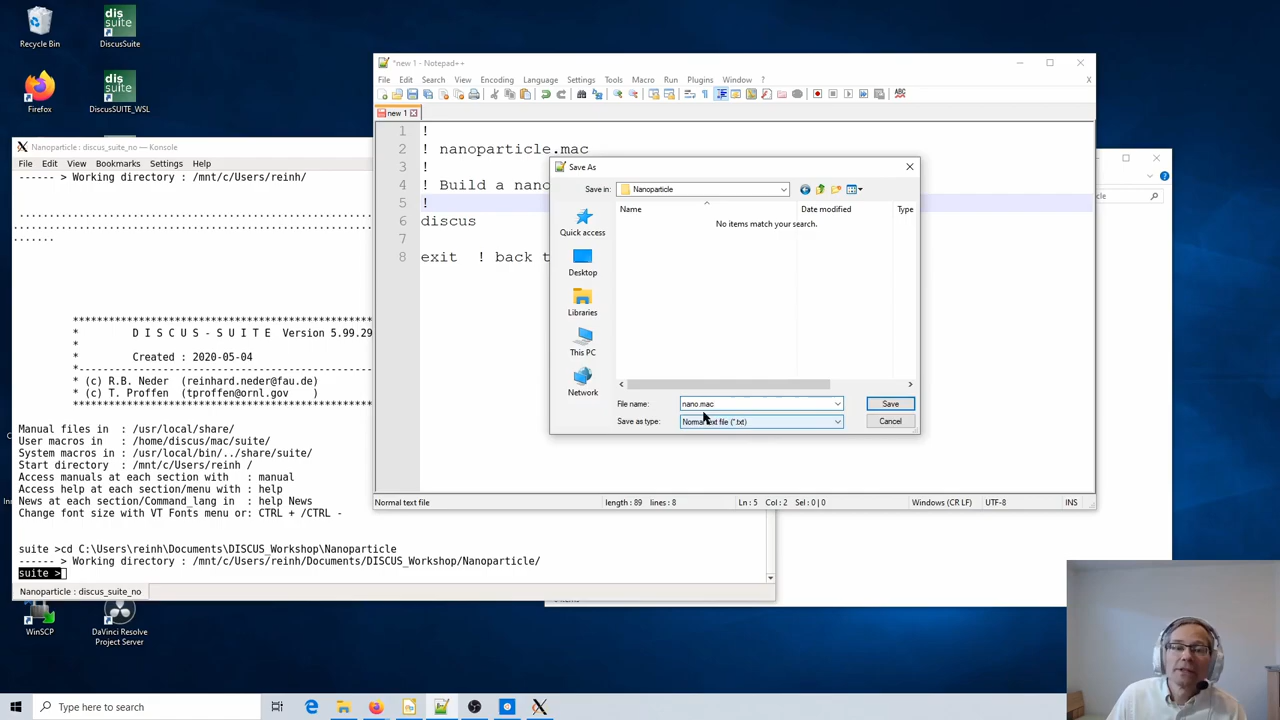 Recycle Bin
dis
suite
DiscusSuite
Firefox
dis
suite
DiscusSUITE_WSL
*new 1 - Notepad++
File Edit Search View Encoding Language Settings Tools Macro Run Plugins Window ?
X
new 1
1 !
2 ! nanoparticle.mac
3 !
4 ! Build a nano
5 !
6 discus
7
8 exit ! back t
Nanoparticle : discus_suite_no — Konsole
File Edit View Bookmarks Settings Help
------ > Working directory : /mnt/c/Users/reinh/
* D I S C U S - S U I T E Version 5.99.29
*
* Created : 2020-05-04
*---
* (c) R.B. Neder (reinhard.neder@fau.de)
* (c) T. Proffen (tproffen@ornl.gov )
Manual files in : /usr/local/share/
User macros in : /home/discus/mac/suite/
System macros in : /usr/local/bin/../share/suite/
Start directory : /mnt/c/Users/reinh /
Access manuals at each section with : manual
Access help at each section/menu with : help
News at each section/Command_lang in : help News
Change font size with VT Fonts menu or: CTRL + /CTRL -
suite >cd C:\Users\reinh\Documents\DISCUS_Workshop\Nanoparticle
------ > Working directory : /mnt/c/Users/reinh/Documents/DISCUS_Workshop/Nanoparticle/
suite >
Nanoparticle : discus_suite_no
Save As
Save in: Nanoparticle
Name Date modified Type
No items match your search.
Quick access
Desktop
Libraries
This PC
Network
File name: nano.mac Save
Save as type: Normal text file (*.txt) Cancel
Normal text file length : 89 lines : 8 Ln : 5 Col : 2 Sel : 0 | 0 Windows (CR LF) UTF-8 INS
WinSCP
DaVinci Resolve
Project Server
Type here to search